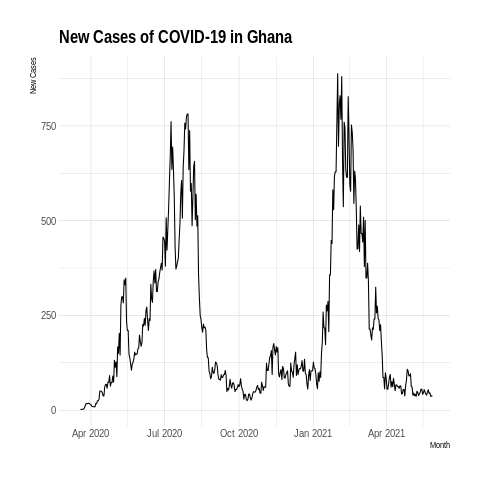 New Cases of COVID-19 in Ghana
New Cases
750
500
250
0
Apr 2020
Jul 2020
Oct 2020
Jan 2021
Apr 2021
Month